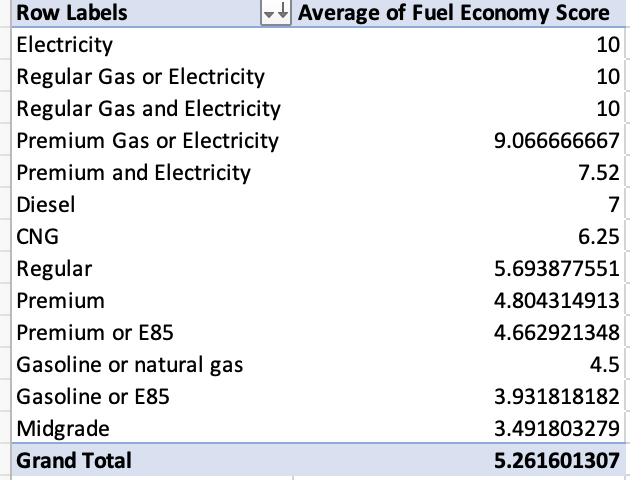 Row Labels Average of Fuel Economy Score
Electricity 10
Regular Gas or Electricity 10
Regular Gas and Electricity 10
Premium Gas or Electricity 9.066666667
Premium and Electricity 7.52
Diesel 7
CNG 6.25
Regular 5.693877551
Premium 4.804314913
Premium or E85 4.662921348
Gasoline or natural gas 4.5
Gasoline or E85 3.931818182
Midgrade 3.491803279
Grand Total 5.261601307